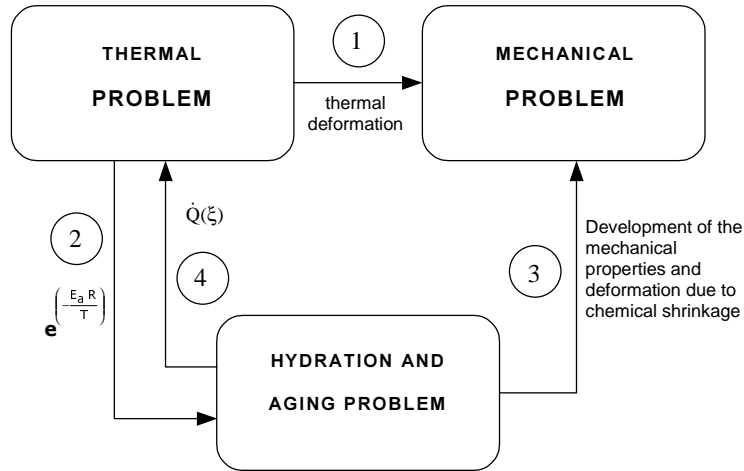 1
THERMAL
PROBLEM
MECHANICAL
PROBLEM
thermal
deformation
2
Q̇(ξ)
4
3
Development of the
mechanical
properties and
deformation due to
chemical shrinkage
e^(-E_a R/T)
HYDRATION AND
AGING PROBLEM